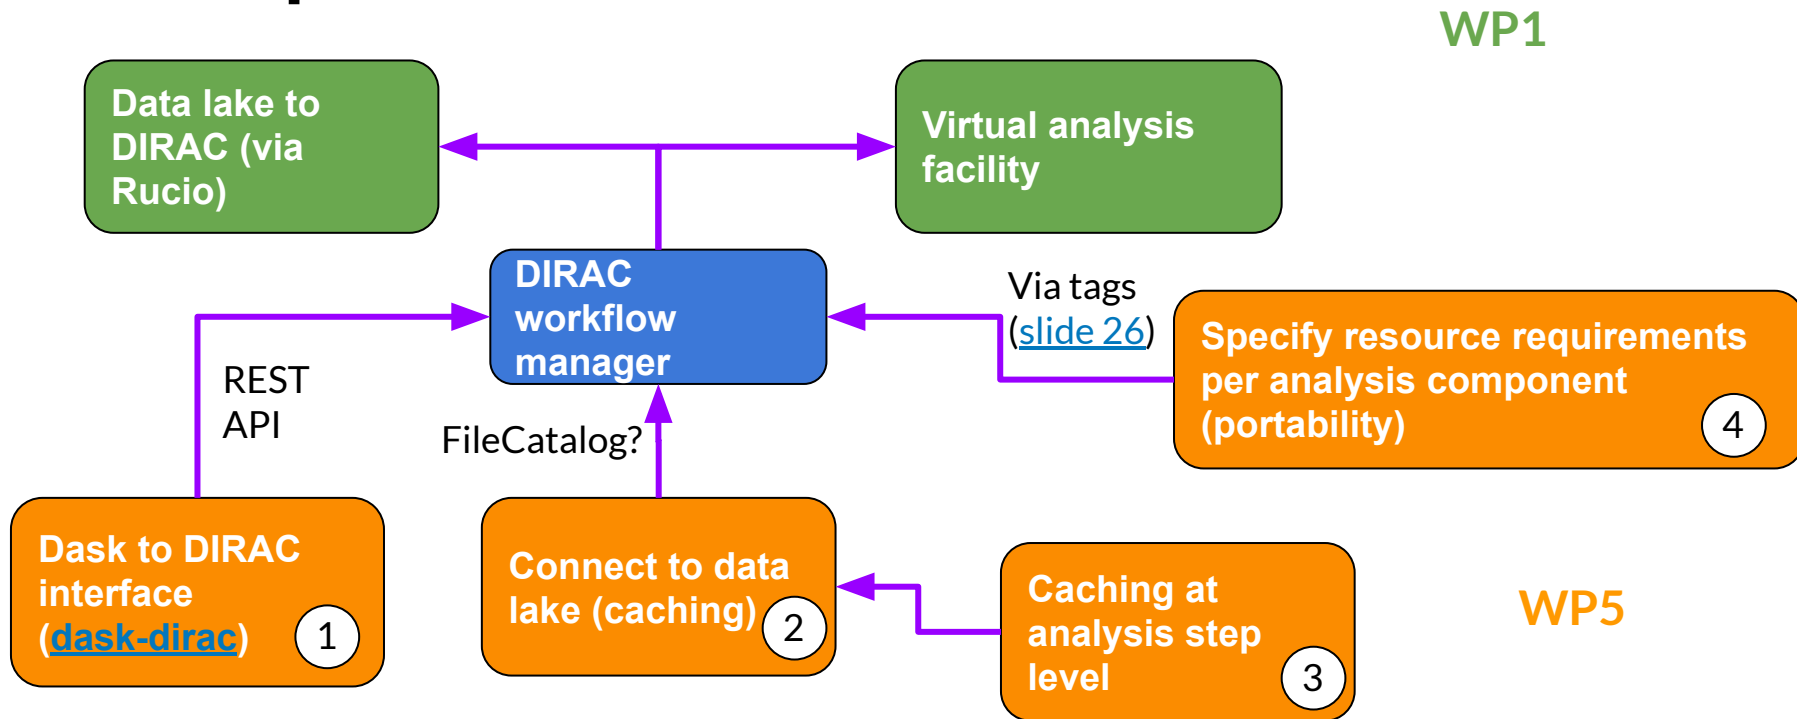 WP1
Data lake to
DIRAC (via
Rucio)
Virtual analysis
facility
DIRAC
workflow
manager
Via tags
(slide 26)
Specify resource requirements
per analysis component
(portability)
4
REST
API
FileCatalog?
Dask to DIRAC
interface
(dask-dirac)
1
Connect to data
lake (caching)
2
Caching at
analysis step
level
3
WP5